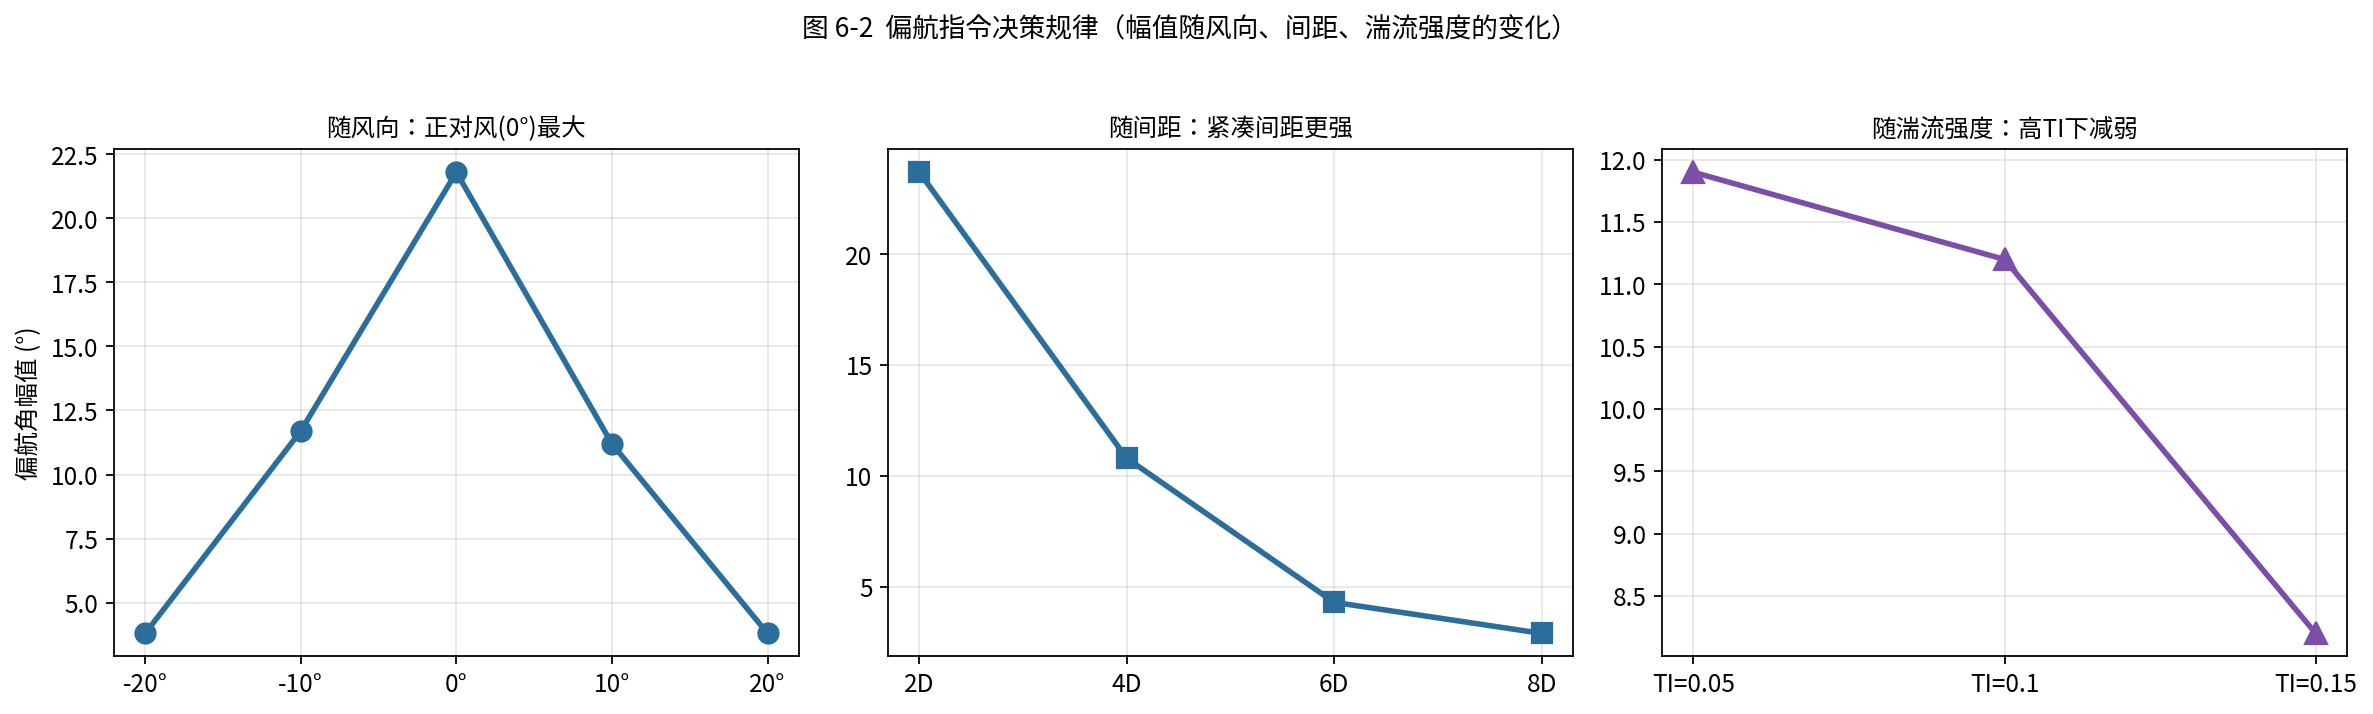 图 6-2 偏航指令决策规律（幅值随风向、间距、湍流强度的变化）
随风向：正对风(0°)最大
偏航角幅值 (°)
22.5
20.0
17.5
15.0
12.5
10.0
7.5
5.0
-20°
-10°
0°
10°
20°
随间距：紧凑间距更强
20
15
10
5
2D
4D
6D
8D
随湍流强度：高TI下减弱
12.0
11.5
11.0
10.5
10.0
9.5
9.0
8.5
TI=0.05
TI=0.1
TI=0.15